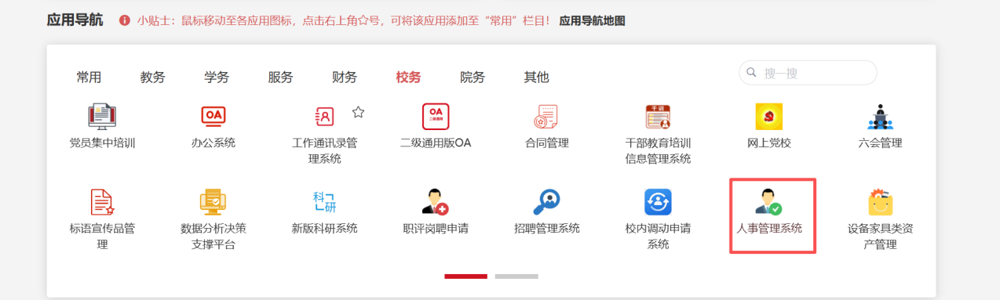 应用导航 小贴士：鼠标移动至各应用图标，点击右上角☆号，可将该应用添加至“常用”栏目！ 应用导航地图
常用 教务 学务 服务 财务 校务 院务 其他 搜一搜
OA OA 二级通用 干训
党员集中培训 办公系统 工作通讯录管 二级通用版OA 合同管理 干部教育培训 网上党校 六会管理
理系统 信息管理系统
科 研
标语宣传品管 数据分析决策 新版科研系统 职评岗聘申请 招聘管理系统 校内调动申请 人事管理系统 设备家具类资
理 支撑平台 系统 产管理